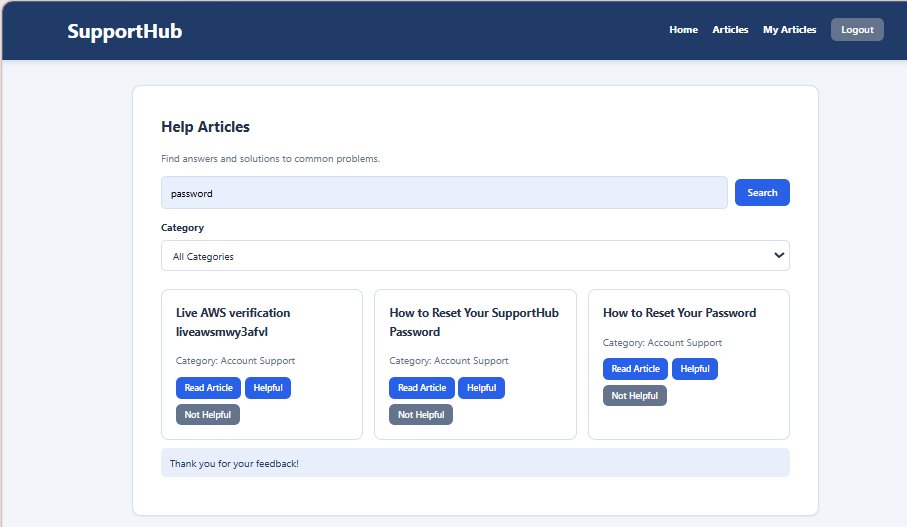 SupportHub
Home Articles My Articles Logout
Help Articles
Find answers and solutions to common problems.
password
Search
Category
All Categories
Live AWS verification
liveawsmwy3afvl
Category: Account Support
Read Article Helpful
Not Helpful
How to Reset Your SupportHub
Password
Category: Account Support
Read Article Helpful
Not Helpful
How to Reset Your Password
Category: Account Support
Read Article Helpful
Not Helpful
Thank you for your feedback!